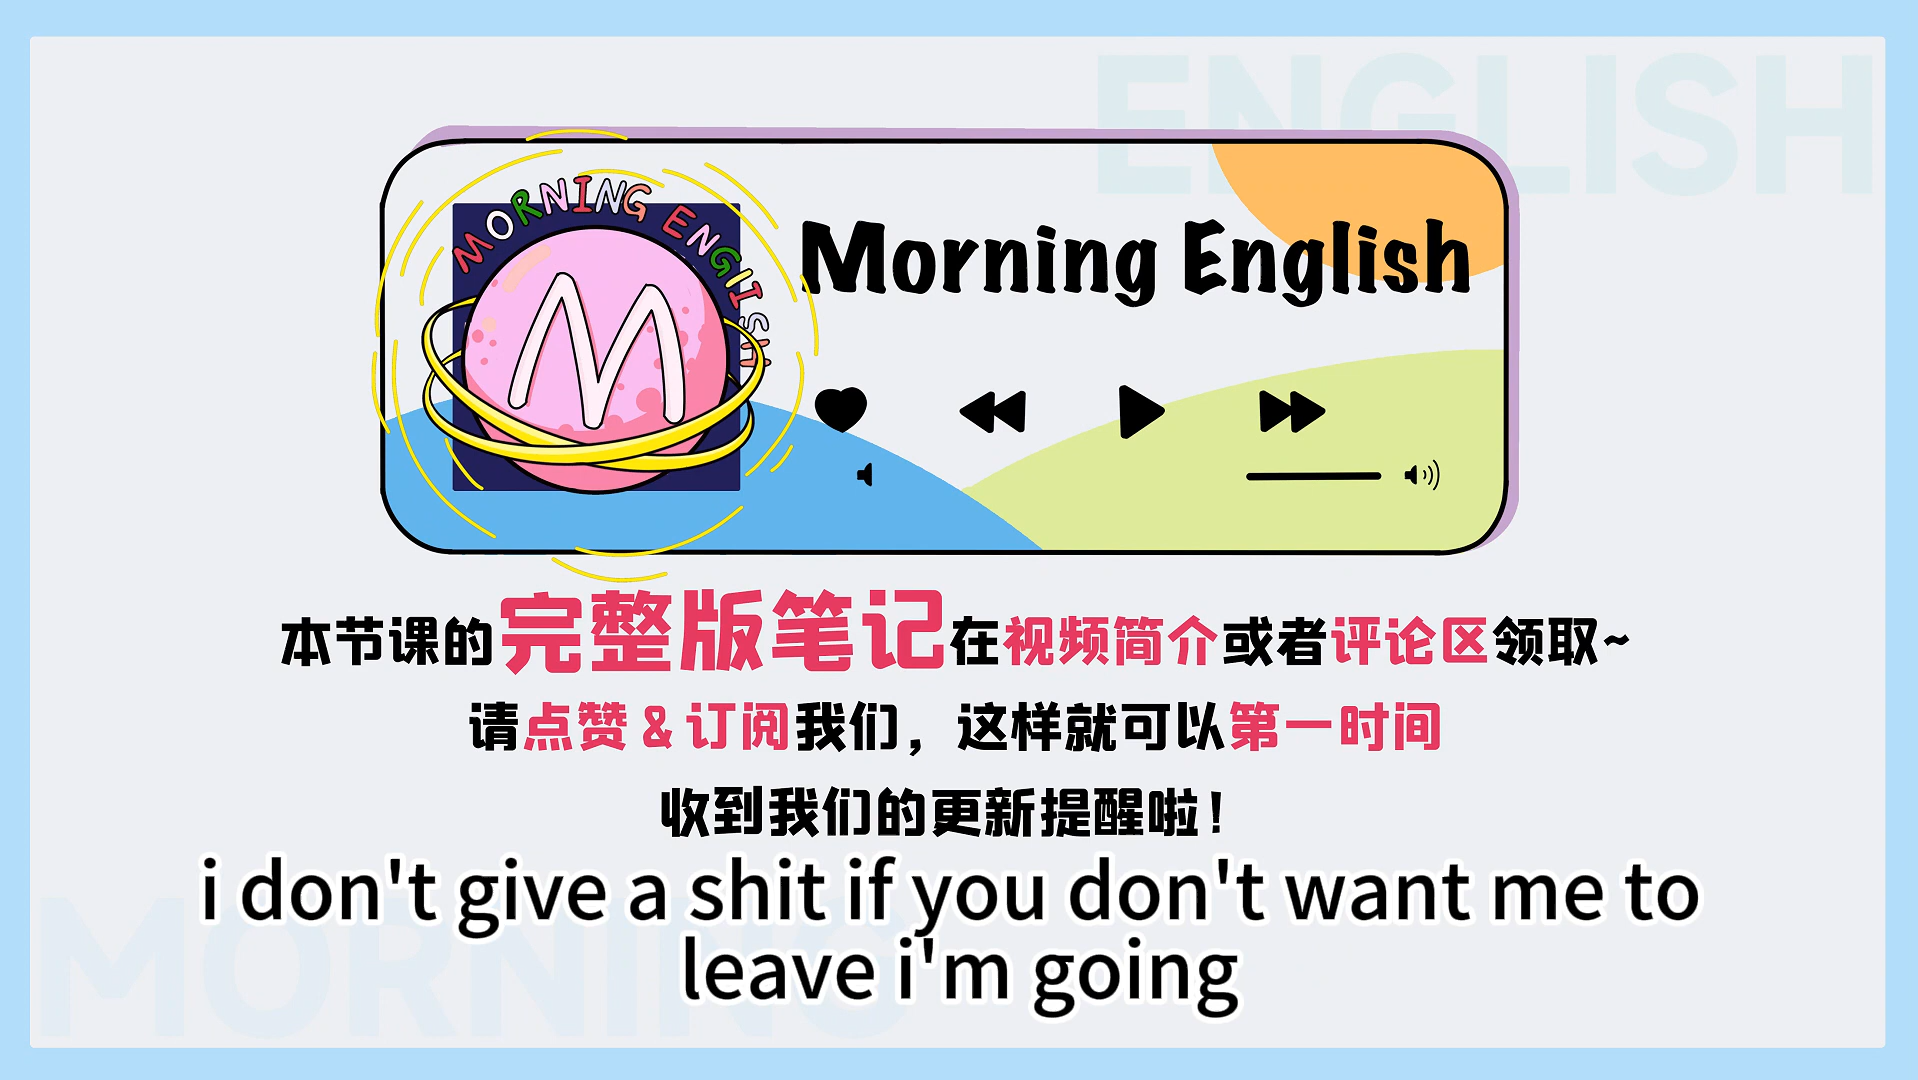 ENGLISH
MORNING ENGLISH
M
Morning English
本节课的完整版笔记在视频简介或者评论区领取~
请点赞&订阅我们，这样就可以第一时间
收到我们的更新提醒啦！
i don't give a shit if you don't want me to
leave i'm going
MORNING